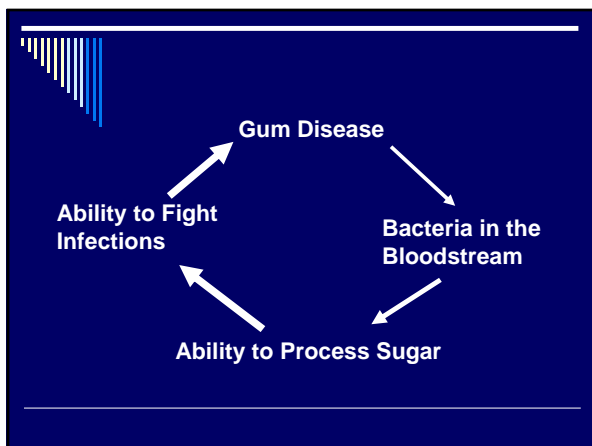 Gum Disease
Bacteria in the
Bloodstream
Ability to Process Sugar
Ability to Fight
Infections